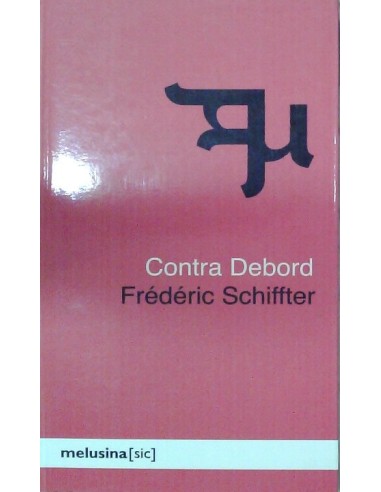 Contra Debord
Frédéric Schiffter
melusina[sic]